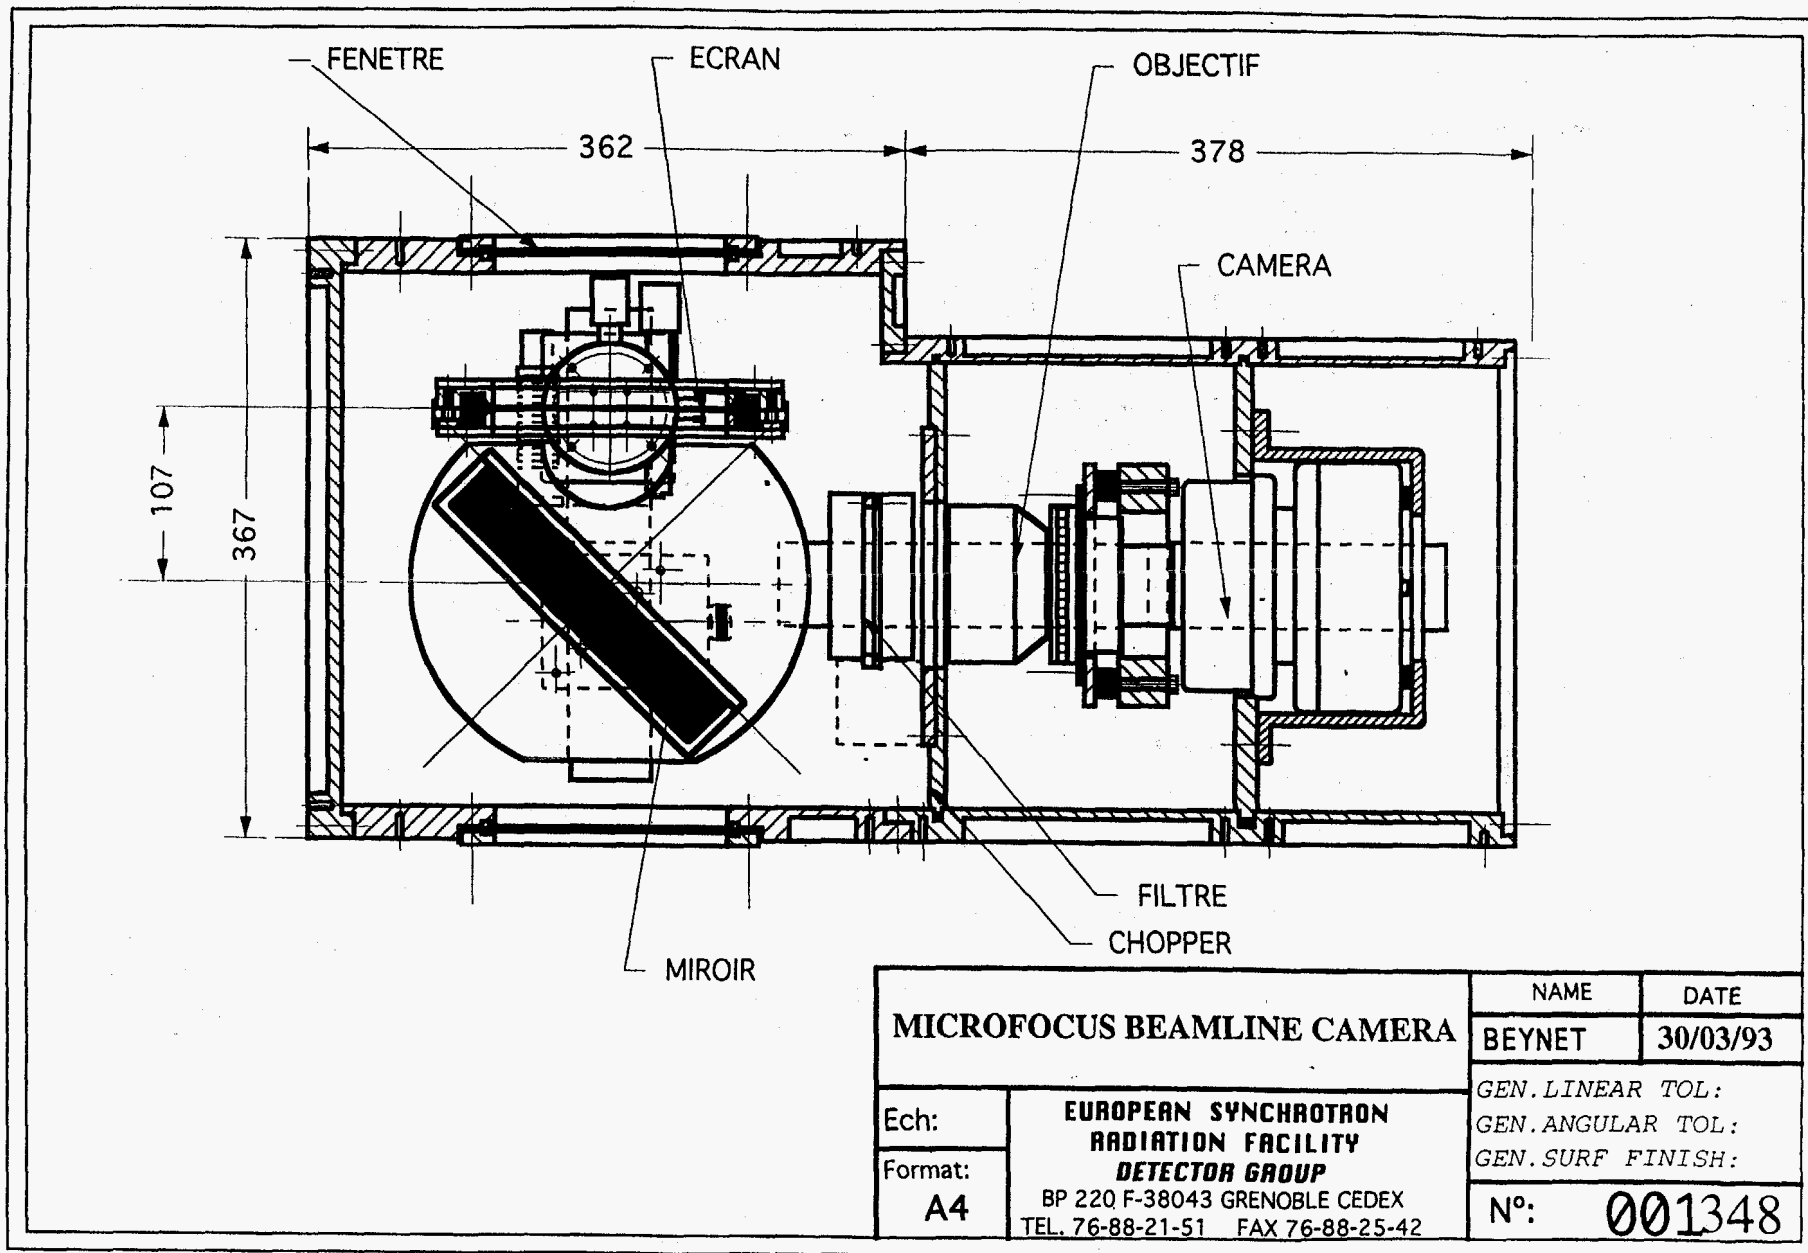 FENETRE
ECRAN
OBJECTIF
362
378
CAMERA
107
367
FILTRE
CHOPPER
MIROIR
MICROFOCUS BEAMLINE CAMERA
NAME
DATE
BEYNET
30/03/93
GEN.LINEAR TOL:
GEN.ANGULAR TOL:
GEN.SURF FINISH:
Ech:
Format:
A4
EUROPEAN SYNCHROTRON
RADIATION FACILITY
DETECTOR GROUP
BP 220 F-38043 GRENOBLE CEDEX
TEL. 76-88-21-51 FAX 76-88-25-42
Nº: 001348